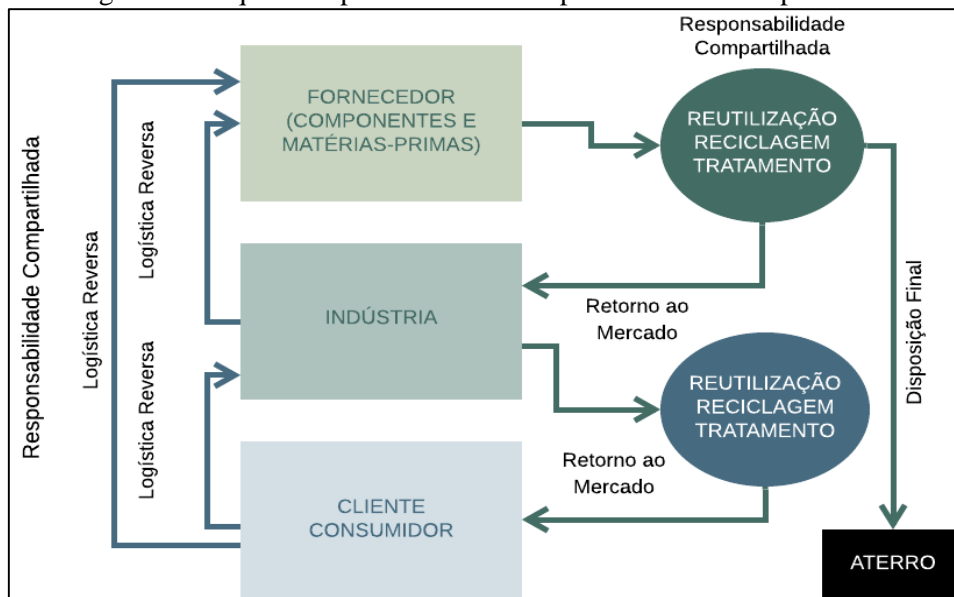 Responsabilidade
Compartilhada
FORNECEDOR
(COMPONENTES E
MATÉRIAS-PRIMAS)
REUTILIZAÇÃO
RECICLAGEM
TRATAMENTO
Responsabilidade Compartilhada
Logística Reversa
Logística Reversa
Logística Reversa
INDÚSTRIA
Retorno ao
Mercado
Disposição Final
REUTILIZAÇÃO
RECICLAGEM
TRATAMENTO
Retorno ao
Mercado
CLIENTE
CONSUMIDOR
ATERRO